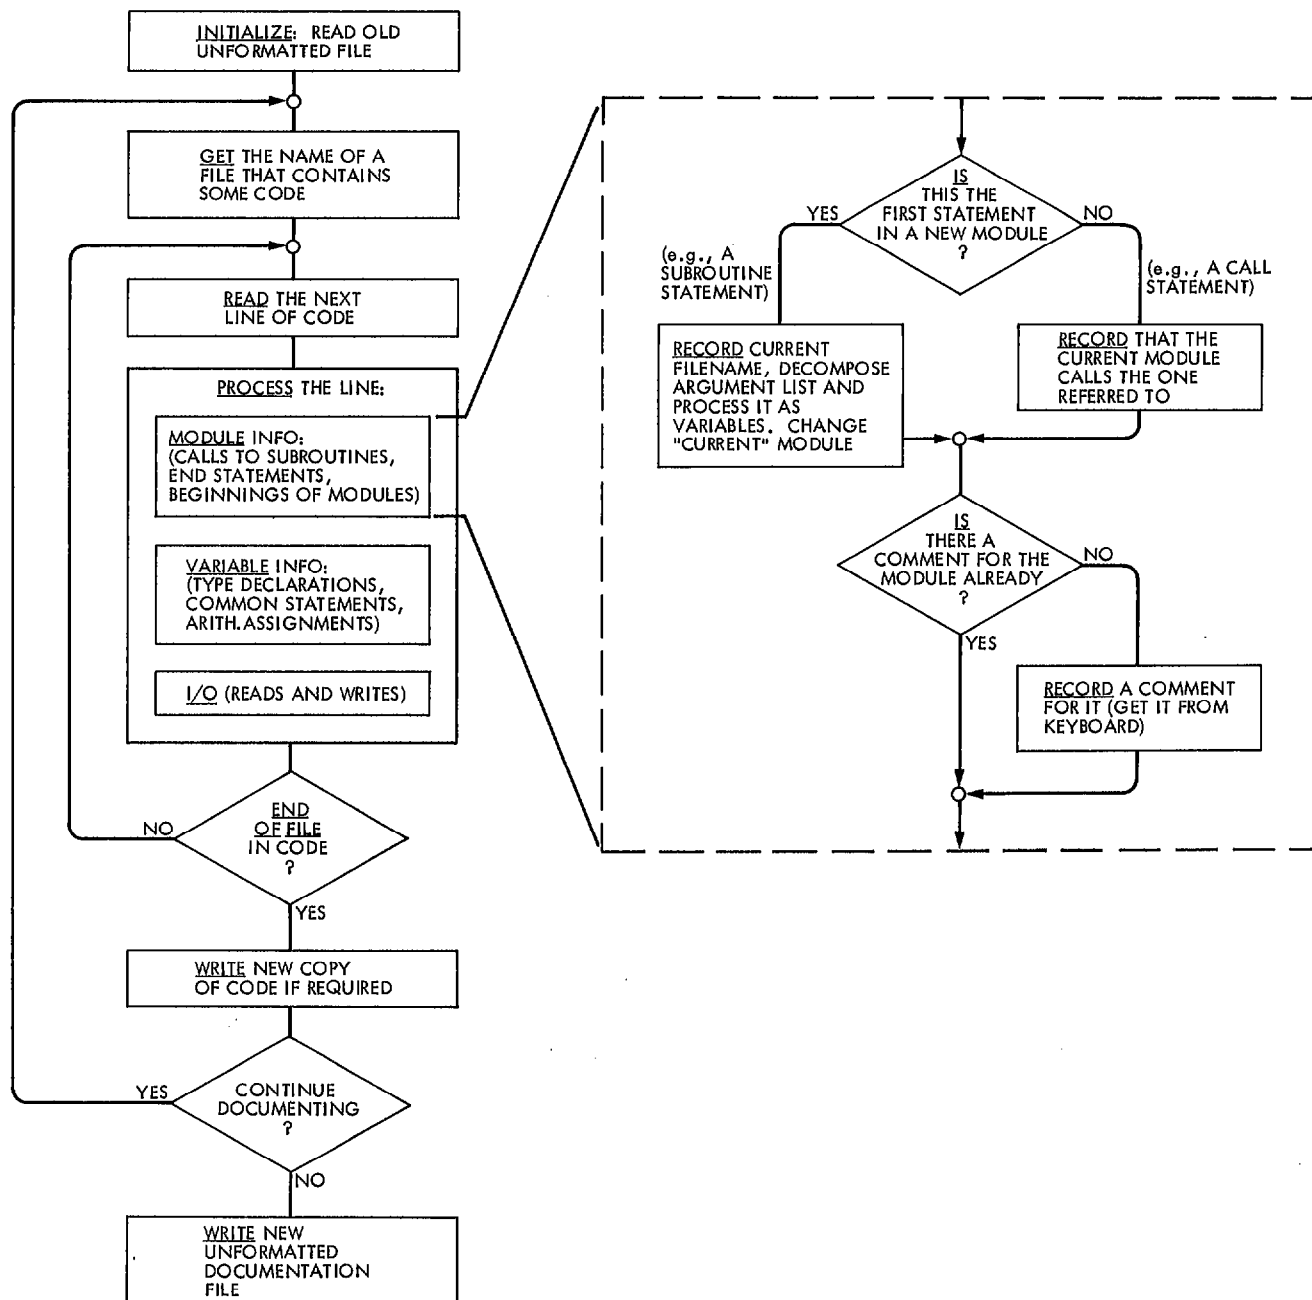 INITIALIZE: READ OLD
UNFORMATTED FILE
GET THE NAME OF A
FILE THAT CONTAINS
SOME CODE
READ THE NEXT
LINE OF CODE
PROCESS THE LINE:
MODULE INFO:
(CALLS TO SUBROUTINES,
END STATEMENTS,
BEGINNINGS OF MODULES)
VARIABLE INFO:
(TYPE DECLARATIONS,
COMMON STATEMENTS,
ARITH.ASSIGNMENTS)
I/O (READS AND WRITES)
END
OF FILE
IN CODE
?
NO
YES
WRITE NEW COPY
OF CODE IF REQUIRED
CONTINUE
DOCUMENTING
?
YES
NO
WRITE NEW
UNFORMATTED
DOCUMENTATION
FILE
IS
THIS THE
FIRST STATEMENT
IN A NEW MODULE
?
YES
NO
(e.g., A
SUBROUTINE
STATEMENT)
(e.g., A CALL
STATEMENT)
RECORD CURRENT
FILENAME, DECOMPOSE
ARGUMENT LIST AND
PROCESS IT AS
VARIABLES. CHANGE
"CURRENT" MODULE
RECORD THAT THE
CURRENT MODULE
CALLS THE ONE
REFERRED TO
IS
THERE A
COMMENT FOR THE
MODULE ALREADY
?
NO
YES
RECORD A COMMENT
FOR IT (GET IT FROM
KEYBOARD)